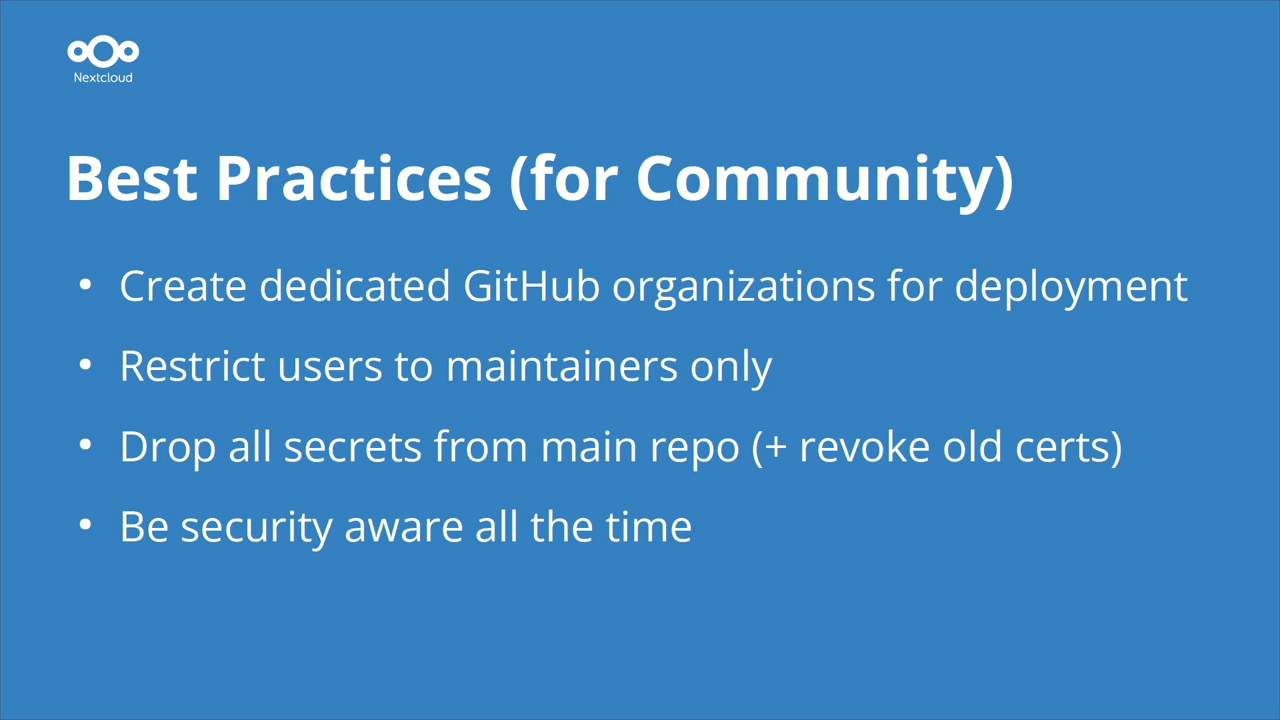 Nextcloud
Best Practices (for Community)
• Create dedicated GitHub organizations for deployment
• Restrict users to maintainers only
• Drop all secrets from main repo (+ revoke old certs)
• Be security aware all the time